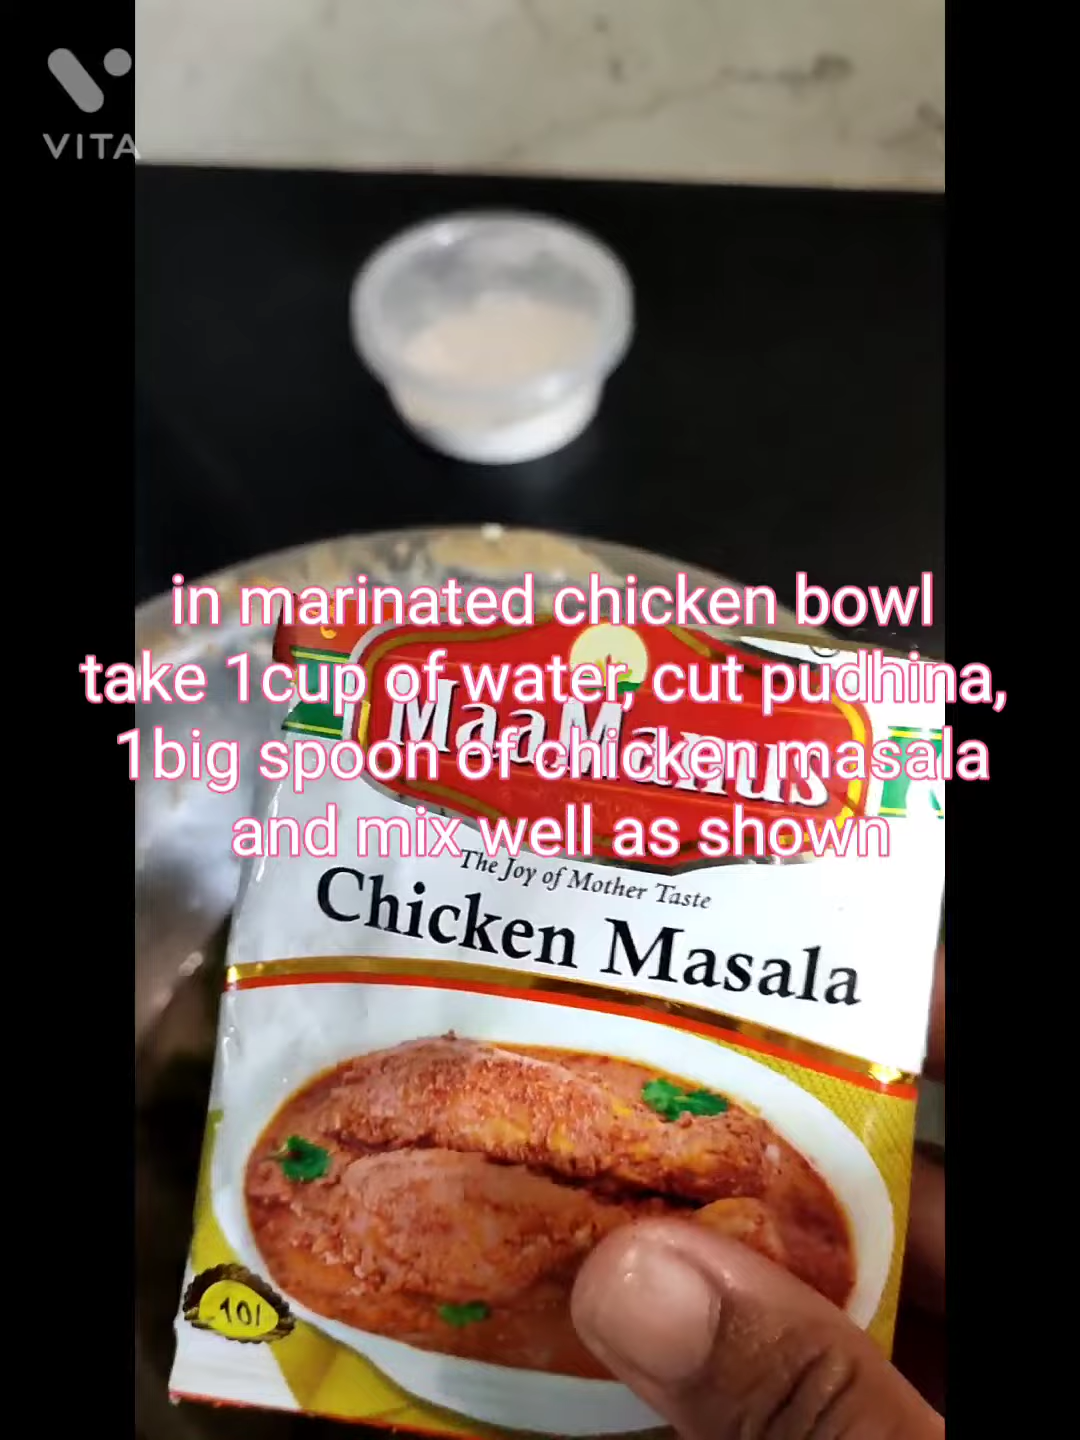 VITA
in marinated chicken bowl
take 1cup of water, cut pudhina,
1big spoon of chicken masala
and mix well as shown
MaaManus
The Joy of Mother Taste
Chicken Masala
10/